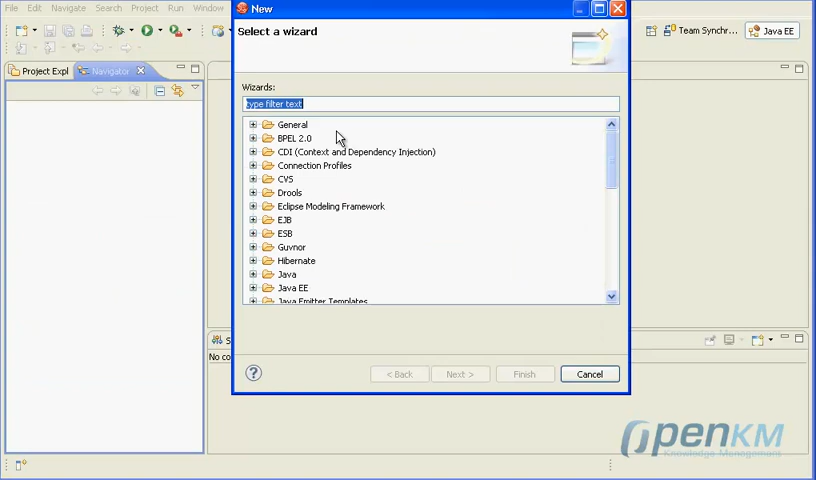 New
File Edit Navigate Search Project Run Window
Select a wizard
Team Synchr...
Java EE
Project Expl
Navigator
Wizards:
type filter text
General
BPEL 2.0
CDI (Context and Dependency Injection)
Connection Profiles
CVS
Drools
Eclipse Modeling Framework
EJB
ESB
Guvnor
Hibernate
Java
Java EE
Java Emitter Templates
No co
?
< Back
Next >
Finish
Cancel
OpenKM
Knowledge Management